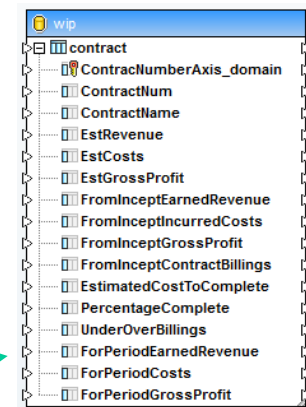 wip
contract
ContracNumberAxis_domain
ContractNum
ContractName
EstRevenue
EstCosts
EstGrossProfit
FromInceptEarnedRevenue
FromInceptIncurredCosts
FromInceptGrossProfit
FromInceptContractBillings
EstimatedCostToComplete
PercentageComplete
UnderOverBillings
ForPeriodEarnedRevenue
ForPeriodCosts
ForPeriodGrossProfit